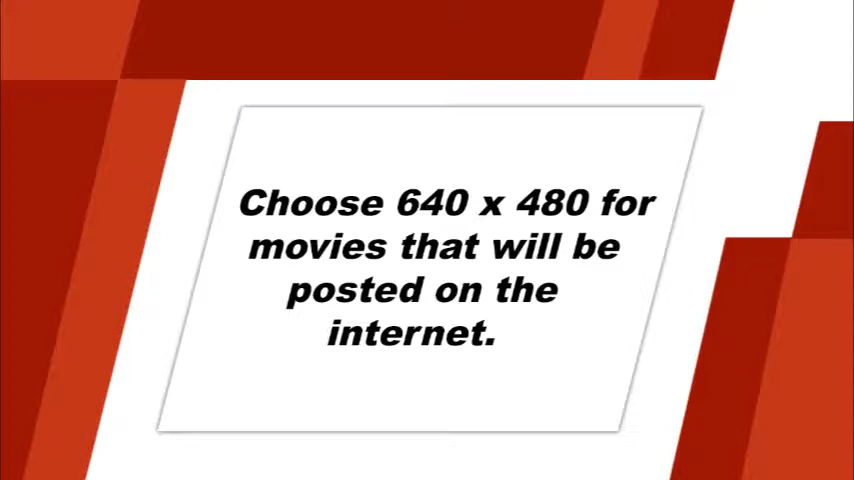 Choose 640 x 480 for
movies that will be
posted on the
internet.